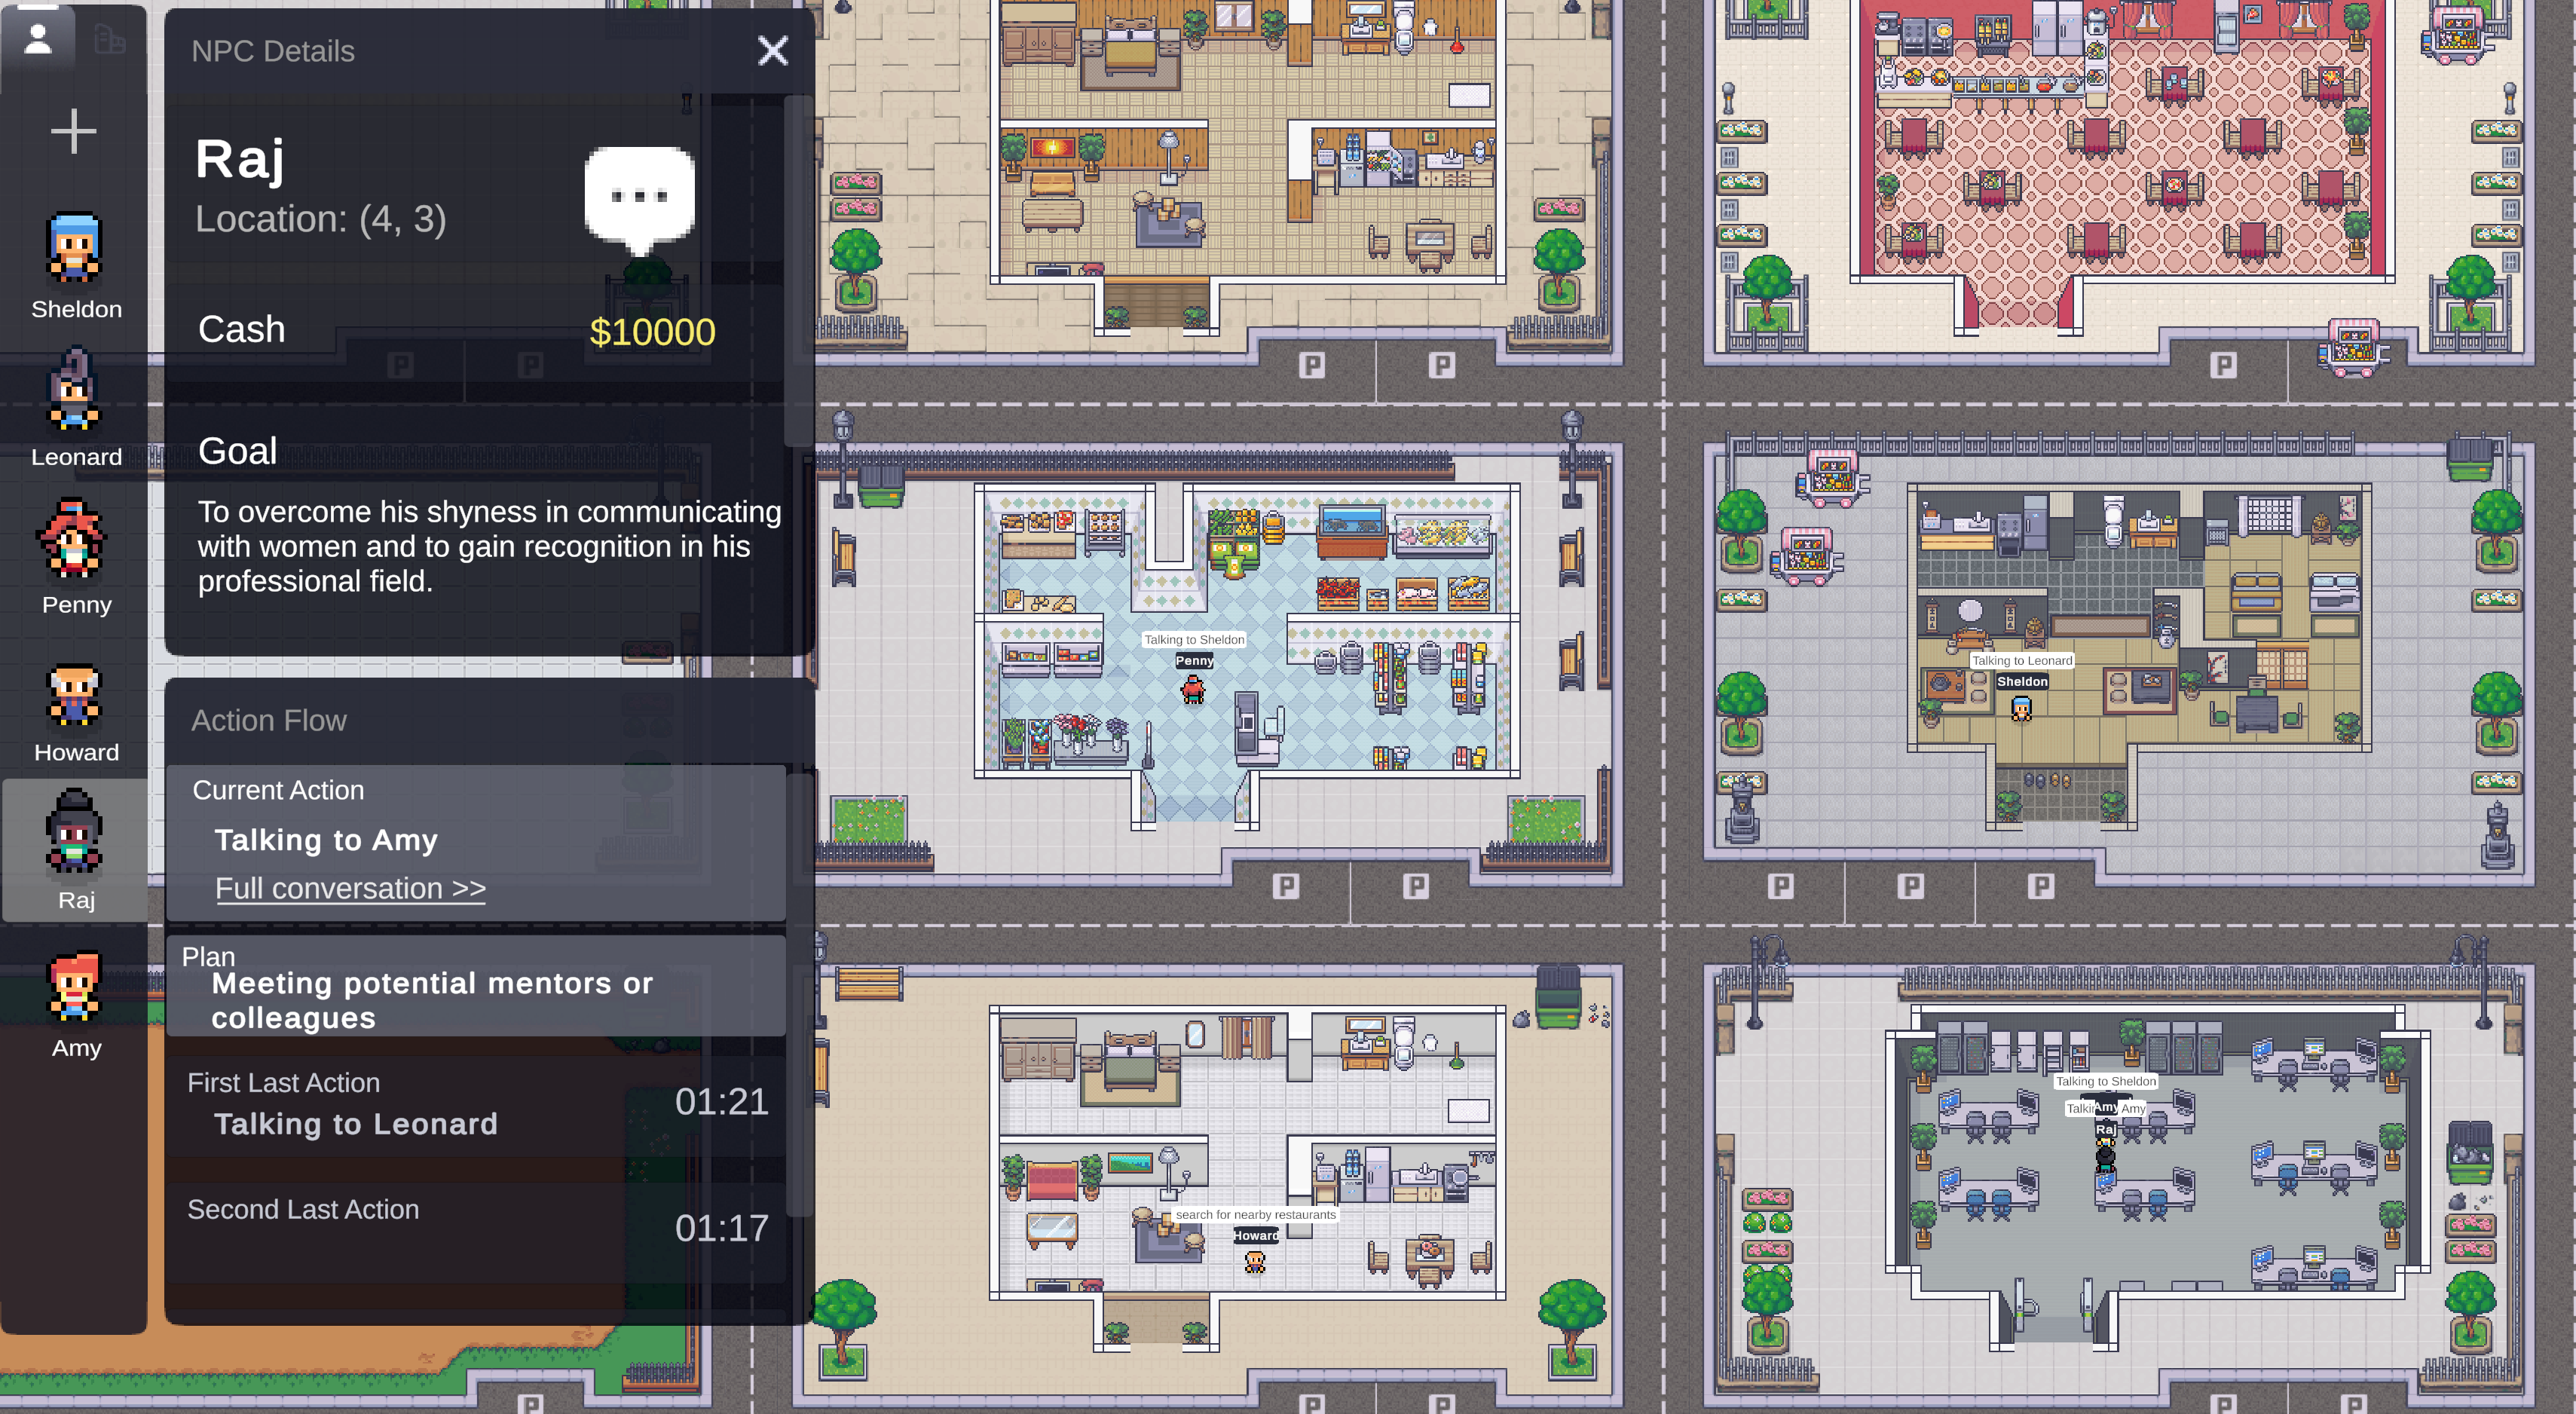 NPC Details
Raj
Location: (4, 3)
Cash
$10000
Goal
To overcome his shyness in communicating
with women and to gain recognition in his
professional field.
Sheldon
Leonard
Penny
Howard
Raj
Amy
Action Flow
Current Action
Talking to Amy
Full conversation >>
Plan
Meeting potential mentors or
colleagues
First Last Action
01:21
Talking to Leonard
Second Last Action
01:17
P
P
P
P
P
Talking to Sheldon
Penny
Talking to Leonard
Sheldon
P
P
P
P
P
search for nearby restaurants
Howard
Talking to Sheldon
Amy
Amy
Raj
P
P
P
P
P